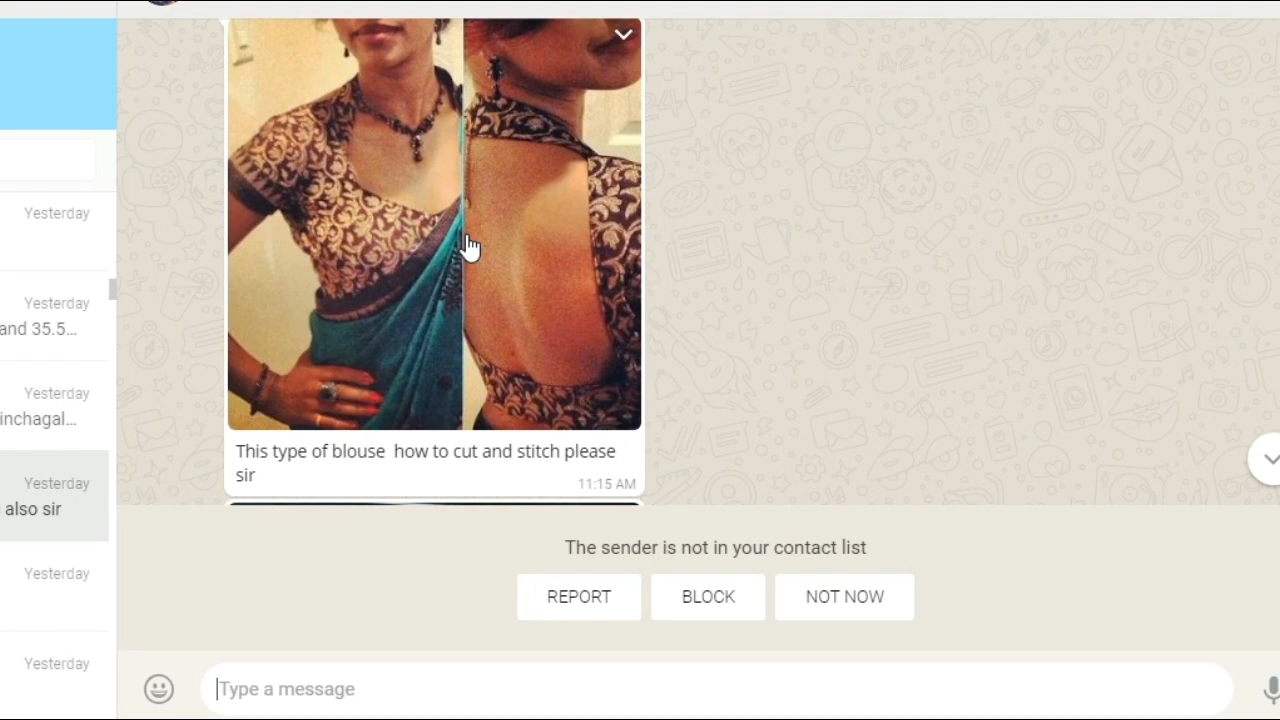 Yesterday
Yesterday
and 35.5...
Yesterday
inchagal...
Yesterday
also sir
Yesterday
Yesterday
This type of blouse  how to cut and stitch please
sir
11:15 AM
The sender is not in your contact list
REPORT
BLOCK
NOT NOW
Type a message